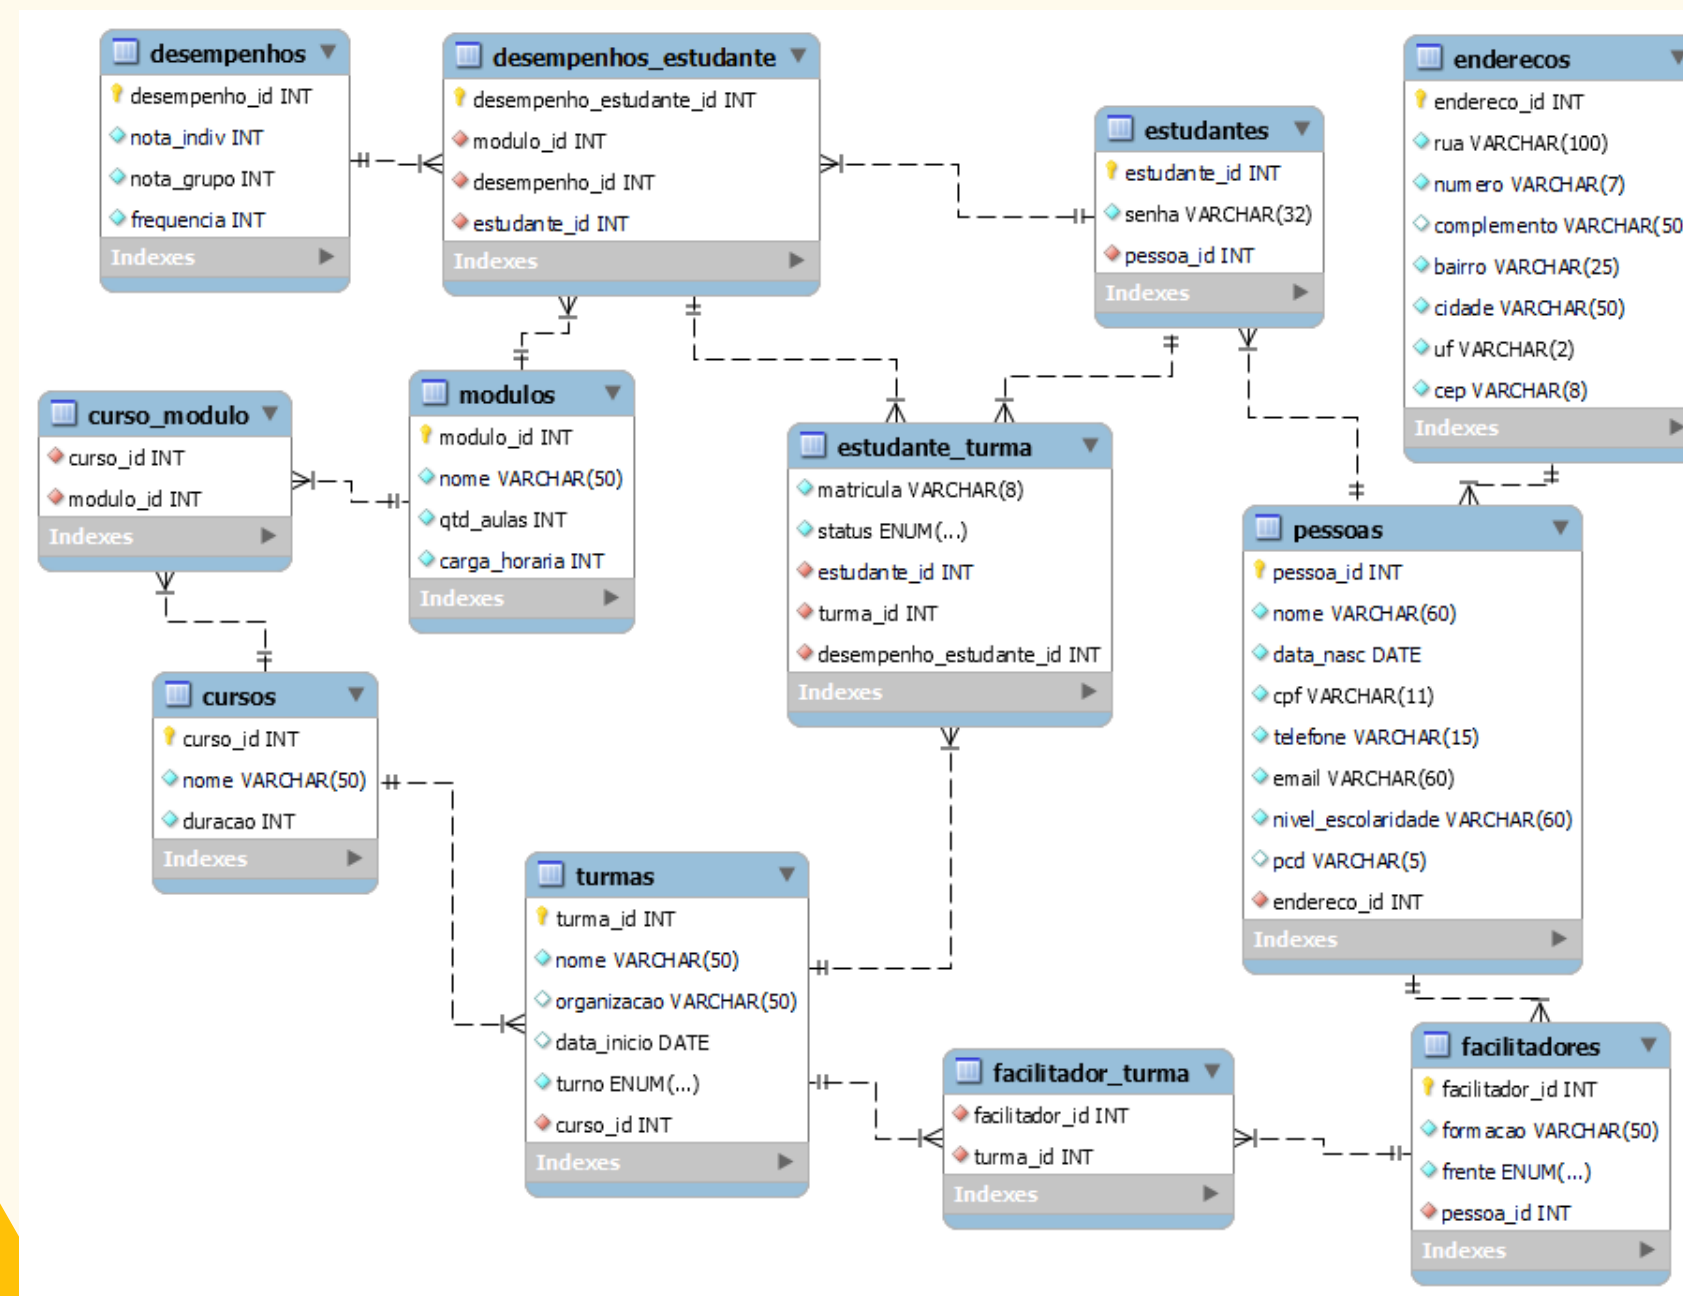 desempenhos
desempenho_id INT
nota_indiv INT
nota_grupo INT
frequencia INT
Indexes
desempenhos_estudante
desempenho_estudante_id INT
modulo_id INT
desempenho_id INT
estudante_id INT
Indexes
estudantes
estudante_id INT
senha VARCHAR(32)
pessoa_id INT
Indexes
enderecos
endereco_id INT
rua VARCHAR(100)
numero VARCHAR(7)
complemento VARCHAR(50
bairro VARCHAR(25)
cidade VARCHAR(50)
uf VARCHAR(2)
cep VARCHAR(8)
Indexes
curso_modulo
curso_id INT
modulo_id INT
Indexes
modulos
modulo_id INT
nome VARCHAR(50)
qtd_aulas INT
carga_horaria INT
Indexes
estudante_turma
matricula VARCHAR(8)
status ENUM(...)
estudante_id INT
turma_id INT
desempenho_estudante_id INT
Indexes
pessoas
pessoa_id INT
nome VARCHAR(60)
data_nasc DATE
cpf VARCHAR(11)
telefone VARCHAR(15)
email VARCHAR(60)
nivel_escolaridade VARCHAR(60)
pcd VARCHAR(5)
endereco_id INT
Indexes
cursos
curso_id INT
nome VARCHAR(50)
duracao INT
Indexes
turmas
turma_id INT
nome VARCHAR(50)
organizacao VARCHAR(50)
data_inicio DATE
turno ENUM(...)
curso_id INT
Indexes
facilitador_turma
facilitador_id INT
turma_id INT
Indexes
facilitadores
facilitador_id INT
formacao VARCHAR(50)
frente ENUM(...)
pessoa_id INT
Indexes